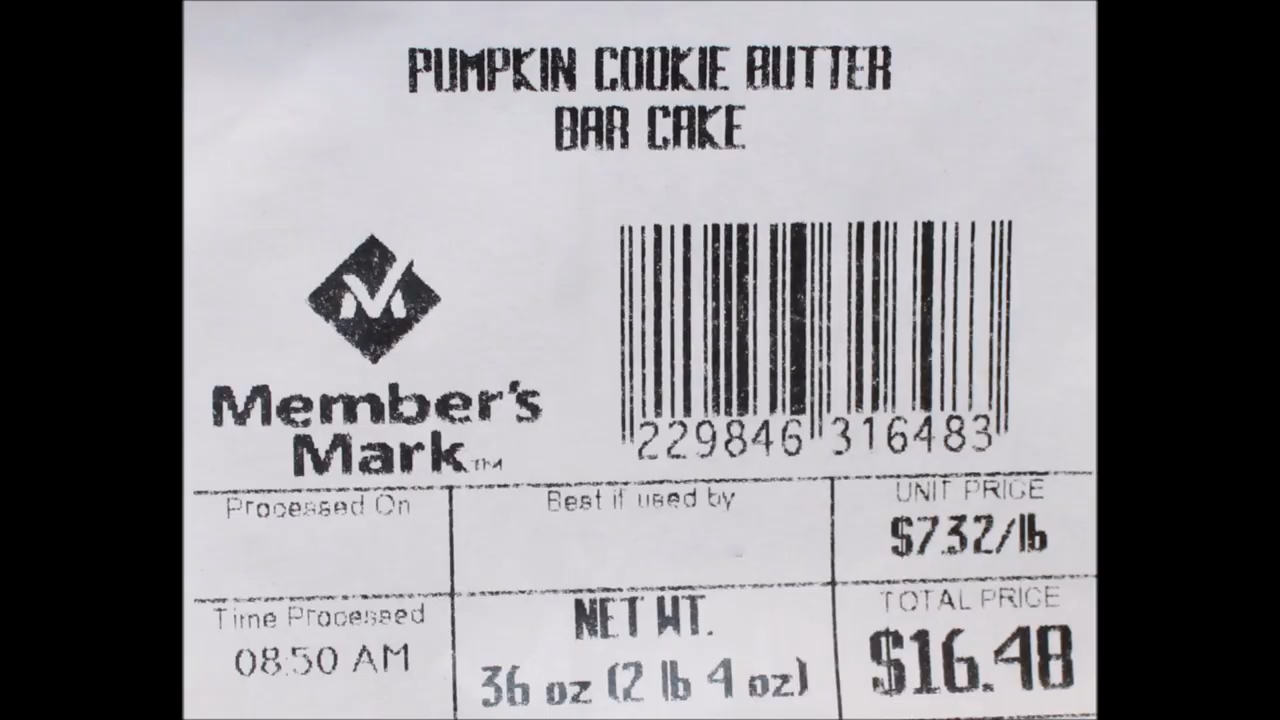 PUMPKIN COOKIE BUTTER
BAR CAKE
Member's
Mark™
229846 316483
Processed On
Best if used by
UNIT PRICE
$7.32/lb
Time Processed
08:50 AM
NET WT.
36 oz (2 lb 4 oz)
TOTAL PRICE
$16.48